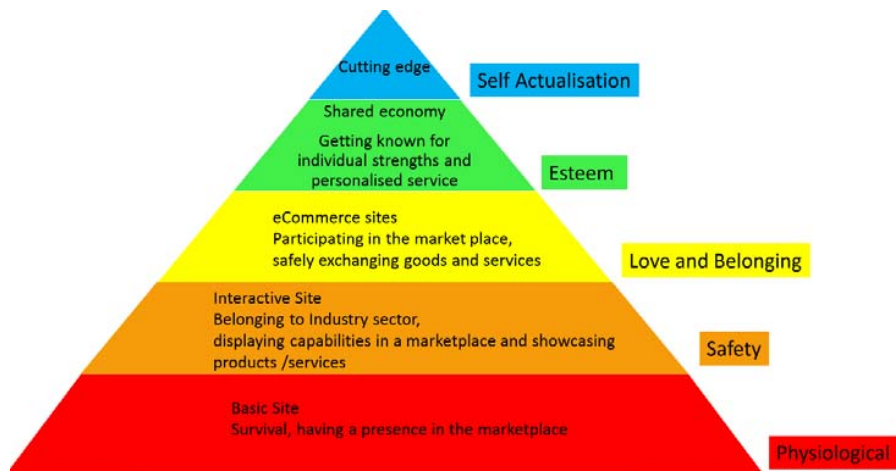 Cutting edge
Self Actualisation
Shared economy
Getting known for
individual strengths and
personalised service
Esteem
eCommerce sites
Participating in the market place,
safely exchanging goods and services
Love and Belonging
Interactive Site
Belonging to Industry sector,
displaying capabilities in a marketplace and showcasing
products /services
Safety
Basic Site
Survival, having a presence in the marketplace
Physiological